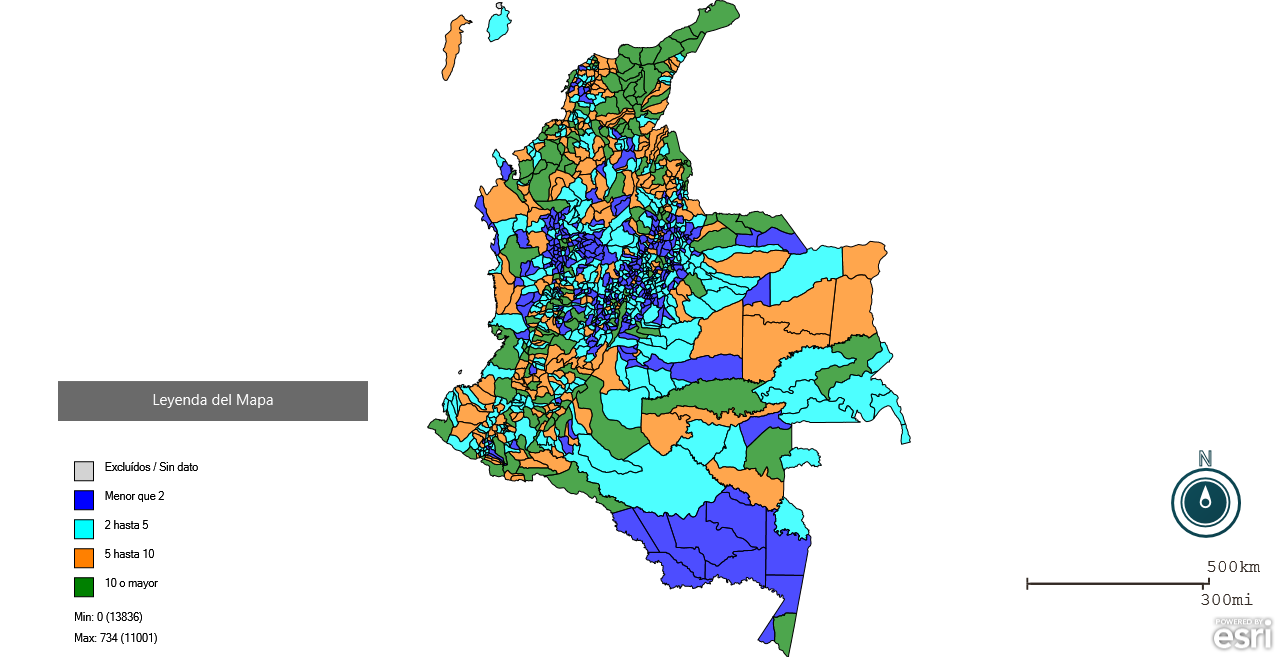 Leyenda del Mapa
Excluídos / Sin dato
Menor que 2
2 hasta 5
5 hasta 10
10 o mayor
Min: 0 (13836)
Max: 734 (11001)
N
500km
300mi
POWERED BY
esri